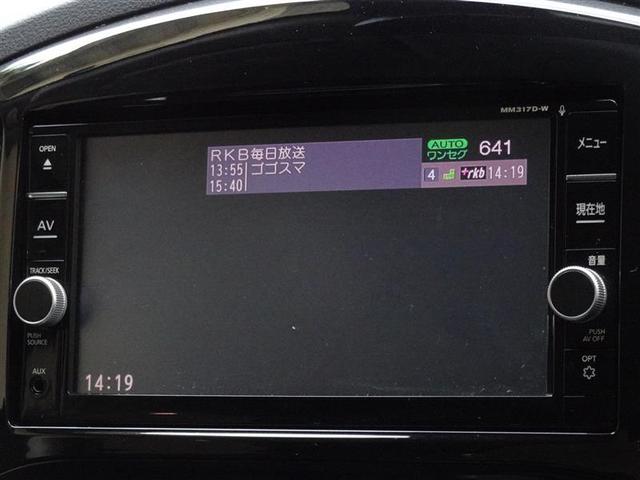 MM317D-W
OPEN
AV
TRACK/SEEK
PUSH
SOURCE
AUX
RKB毎日放送
13:55 ゴゴスマ
15:40
AUTO
ワンセグ
641
4 +rkb 14:19
14:19
メニュー
現在地
音量
PUSH
AV OFF
OPT